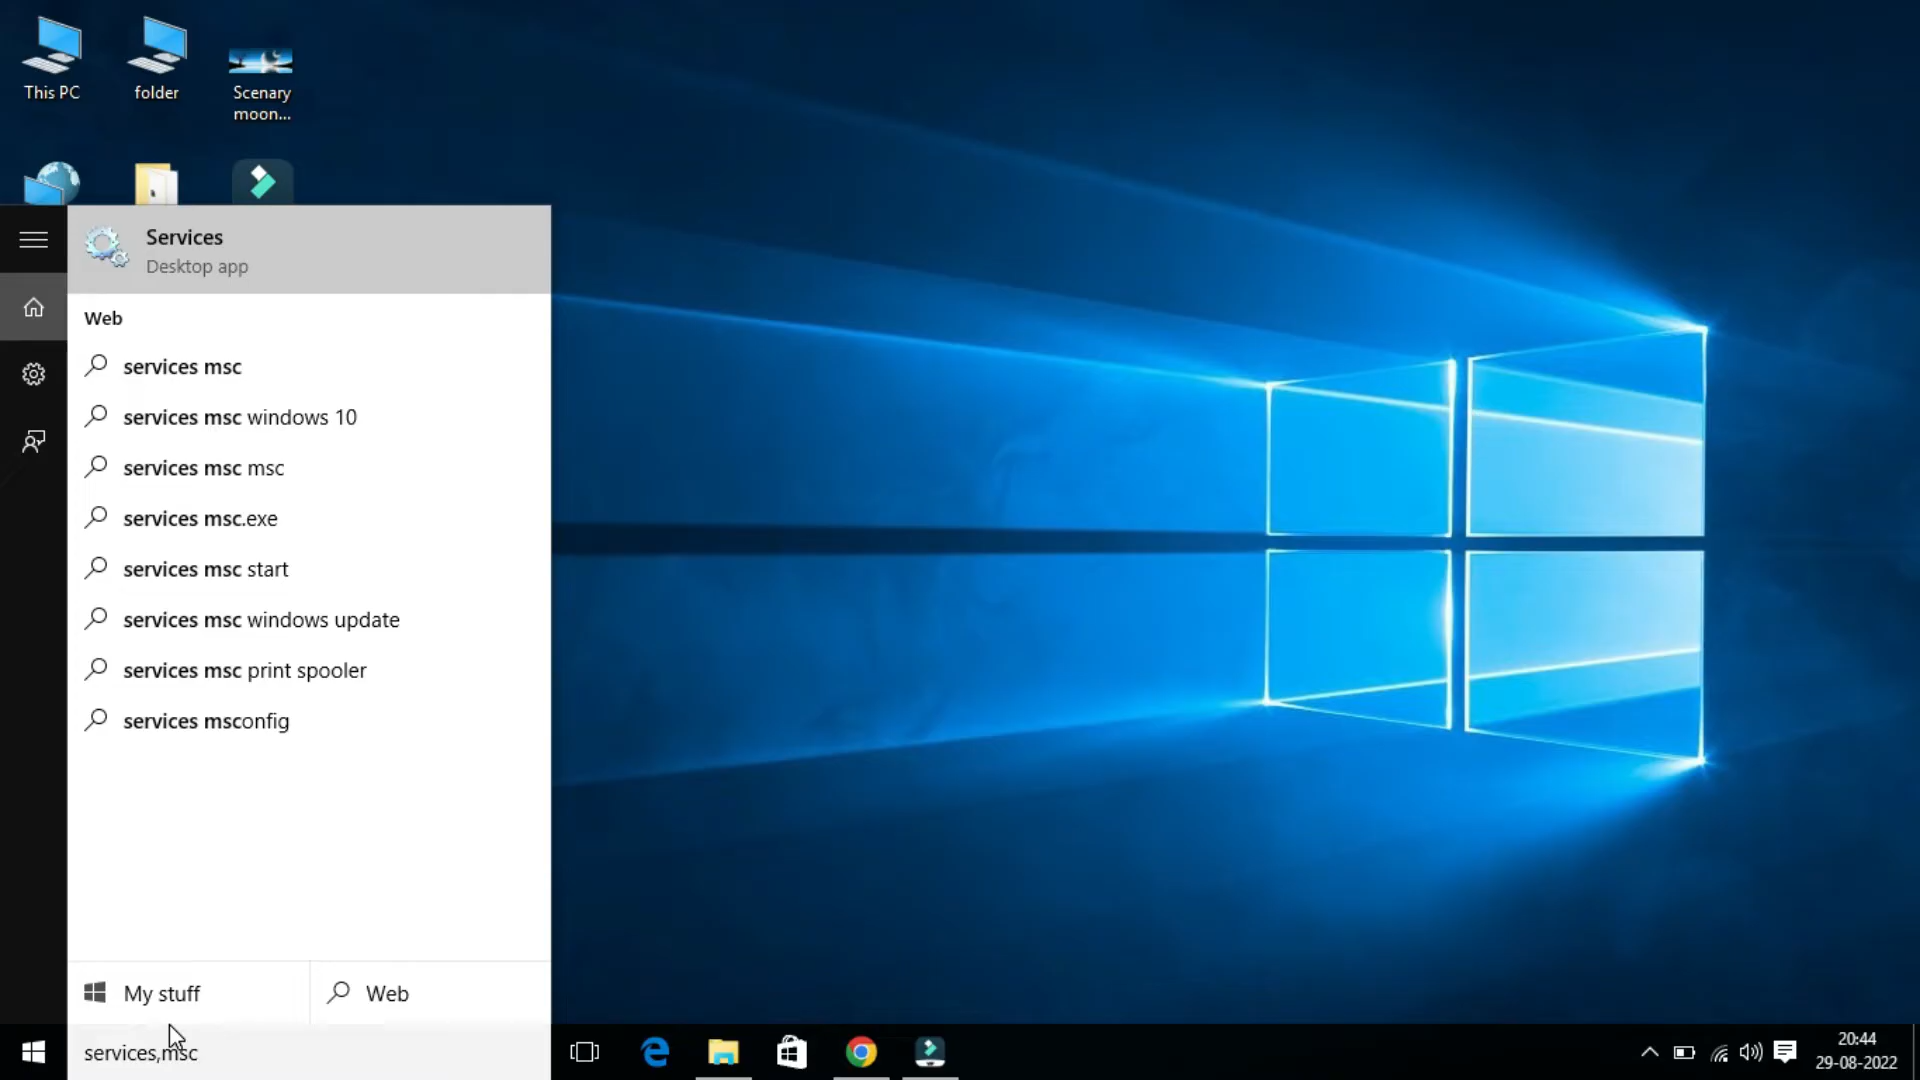 This PC
folder
Scenary
moon...
Services
Desktop app
Web
services msc
services msc windows 10
services msc msc
services msc.exe
services msc start
services msc windows update
services msc print spooler
services msconfig
My stuff
Web
services,msc
20:44
29-08-2022